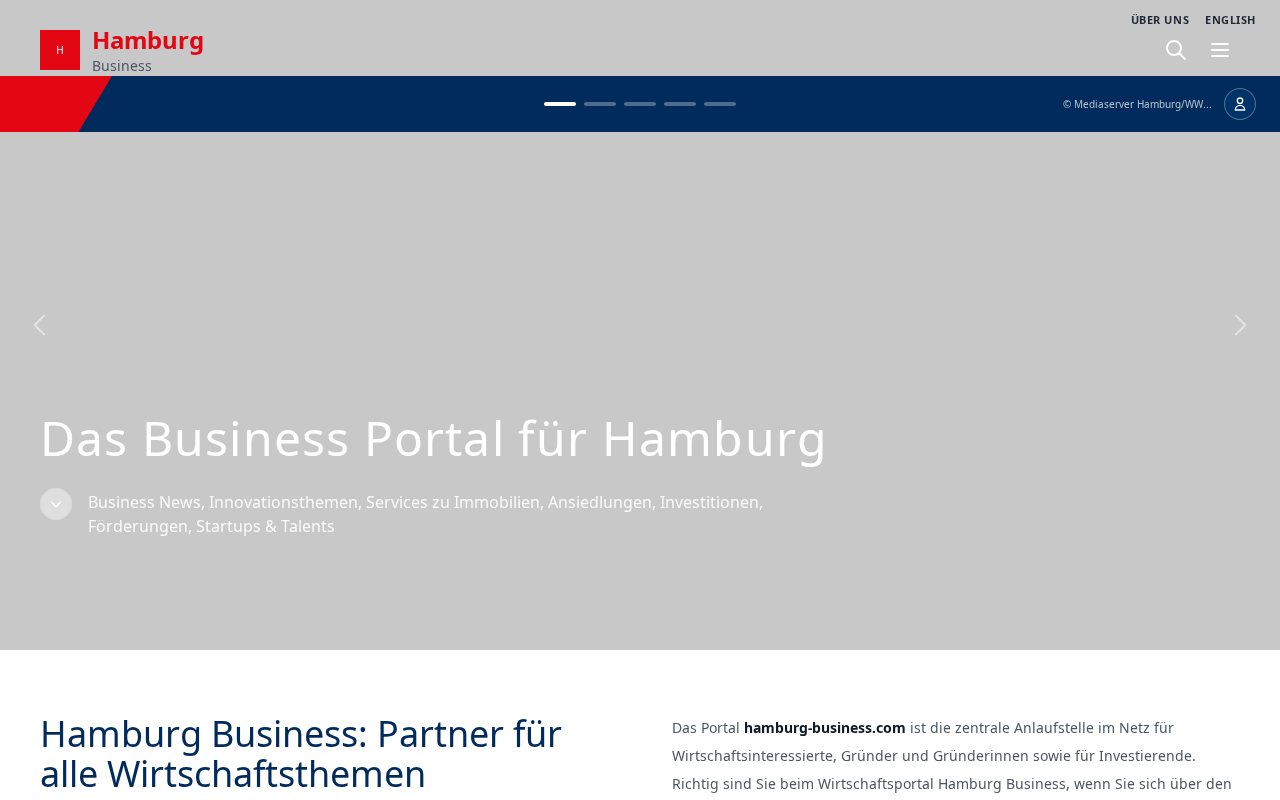 ÜBER UNS ENGLISH
H
Hamburg
Business
© Mediaserver Hamburg/WW...
Das Business Portal für Hamburg
Business News, Innovationsthemen, Services zu Immobilien, Ansiedlungen, Investitionen,
Förderungen, Startups & Talents
Hamburg Business: Partner für
alle Wirtschaftsthemen
Das Portal hamburg-business.com ist die zentrale Anlaufstelle im Netz für
Wirtschaftsinteressierte, Gründer und Gründerinnen sowie für Investierende.
Richtig sind Sie beim Wirtschaftsportal Hamburg Business, wenn Sie sich über den